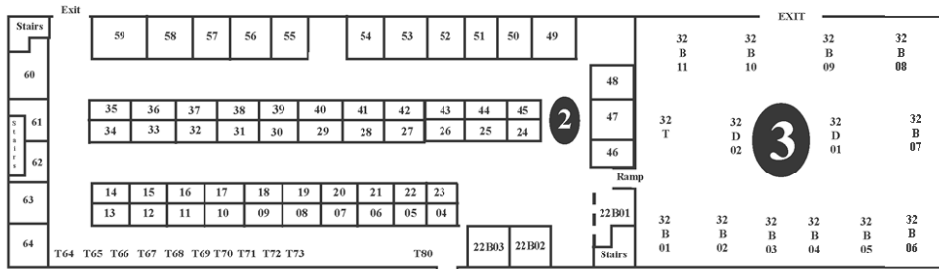 Exit
EXIT
Stairs
59 58 57 56 55 54 53 52 51 50 49
32 B 11
32 B 10
32 B 09
32 B 08
60
48
35 36 37 38 39 40 41 42 43 44 45
34 33 32 31 30 29 28 27 26 25 24
2
47
61
Stairs
62
46
32 T
32 D 02
3
32 D 01
32 B 07
Ramp
63
14 15 16 17 18 19 20 21 22 23
13 12 11 10 09 08 07 06 05 04
22B01
64
T64 T65 T66 T67 T68 T69 T70 T71 T72 T73 T80
22B03 22B02
Stairs
32 B 01
32 B 02
32 B 03
32 B 04
32 B 05
32 B 06